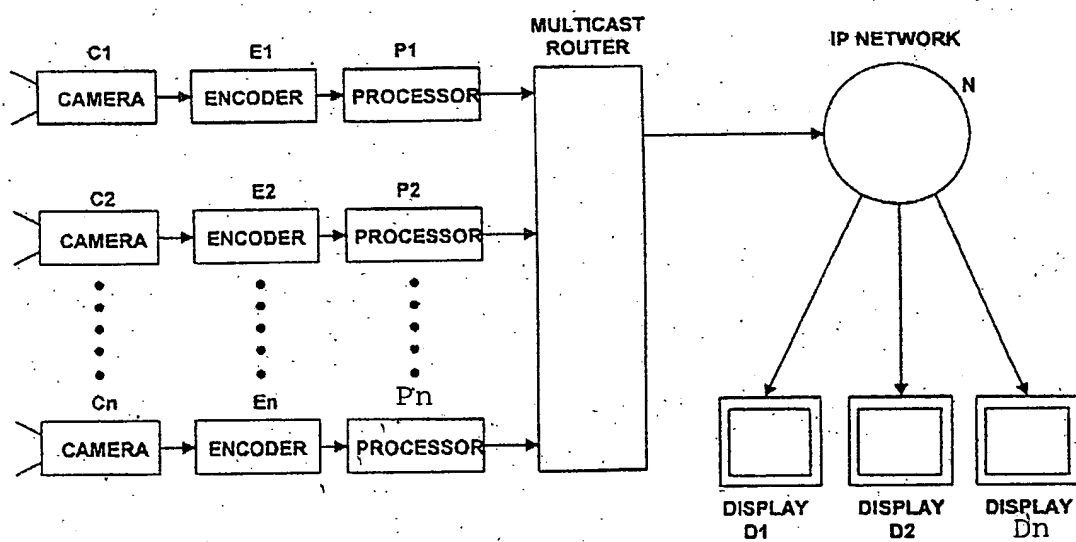 MULTICAST
ROUTER
IP NETWORK
N
C1 E1 P1
CAMERA ENCODER PROCESSOR
C2 E2 P2
CAMERA ENCODER PROCESSOR
Cn En Pn
CAMERA ENCODER PROCESSOR
DISPLAY DISPLAY DISPLAY
D1 D2 Dn